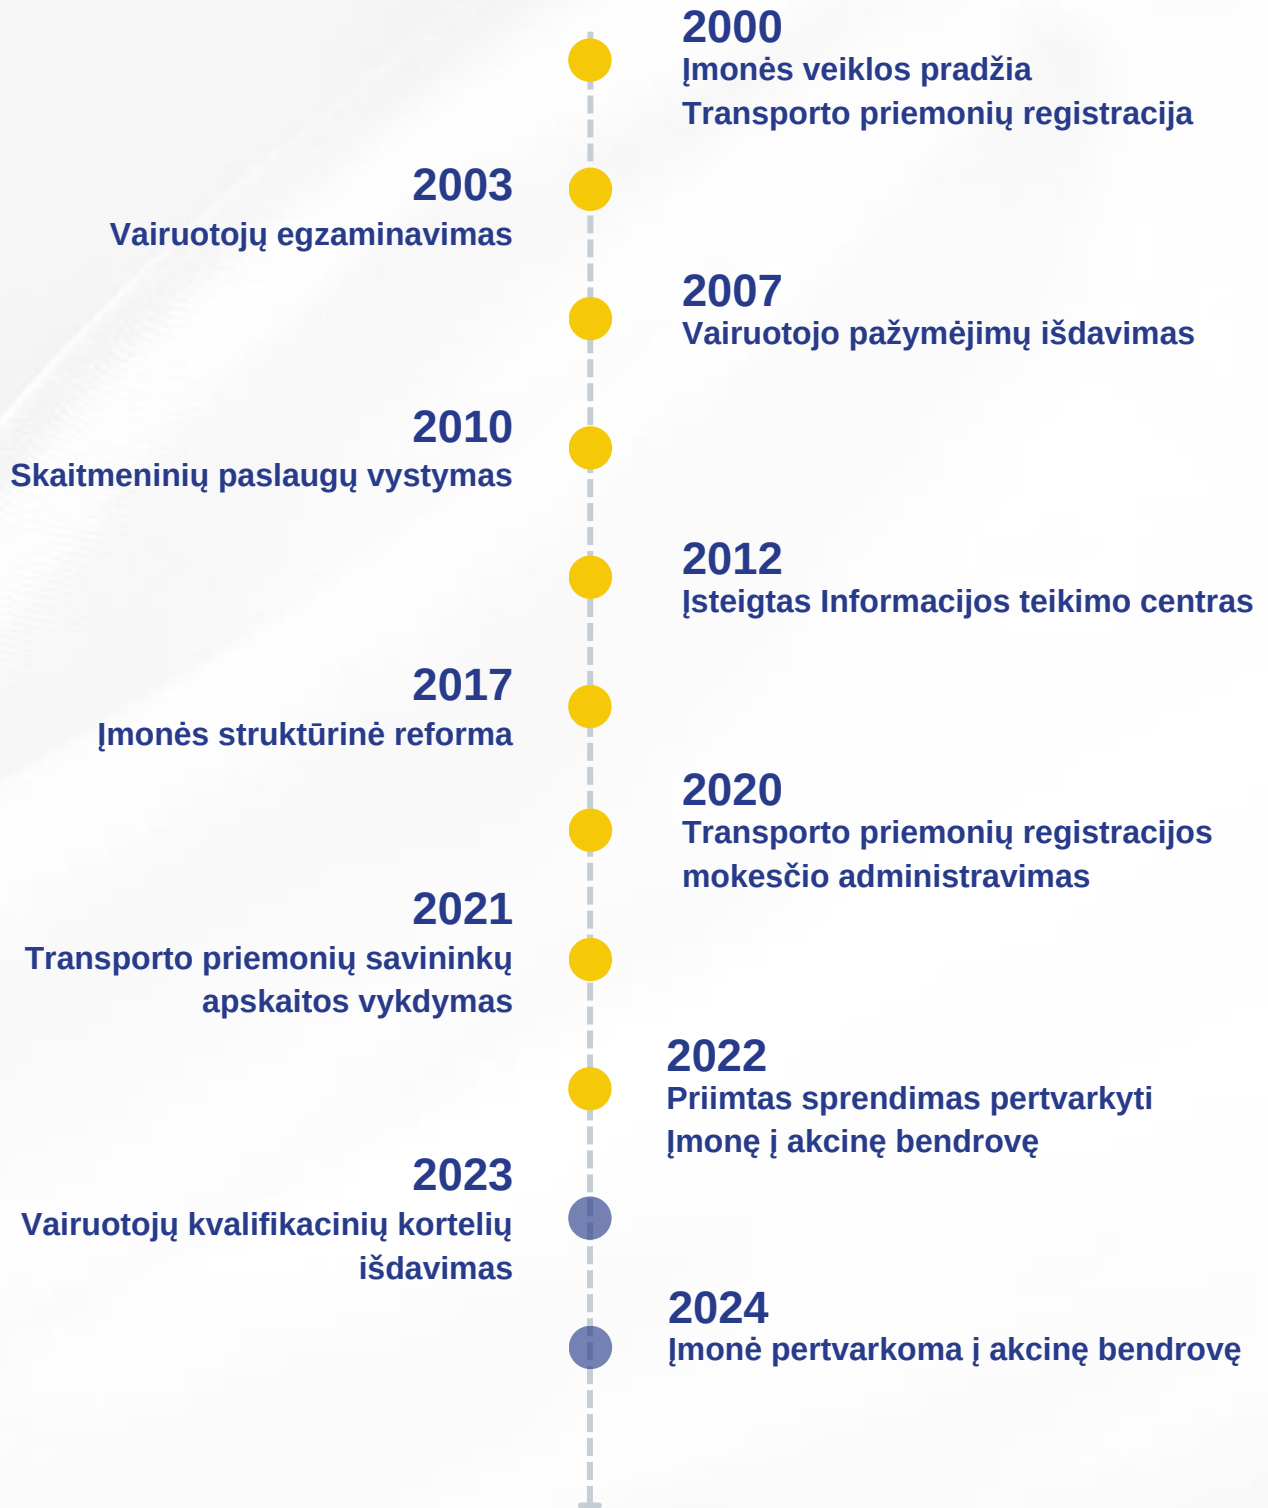 2000
Įmonės veiklos pradžia
Transporto priemonių registracija
2003
Vairuotojų egzaminavimas
2007
Vairuotojo pažymėjimų išdavimas
2010
Skaitmeninių paslaugų vystymas
2012
Įsteigtas Informacijos teikimo centras
2017
Įmonės struktūrinė reforma
2020
Transporto priemonių registracijos
mokesčio administravimas
2021
Transporto priemonių savininkų
apskaitos vykdymas
2022
Priimtas sprendimas pertvarkyti
Įmonę į akcinę bendrovę
2023
Vairuotojų kvalifikacinių kortelių
išdavimas
2024
Įmonė pertvarkoma į akcinę bendrovę